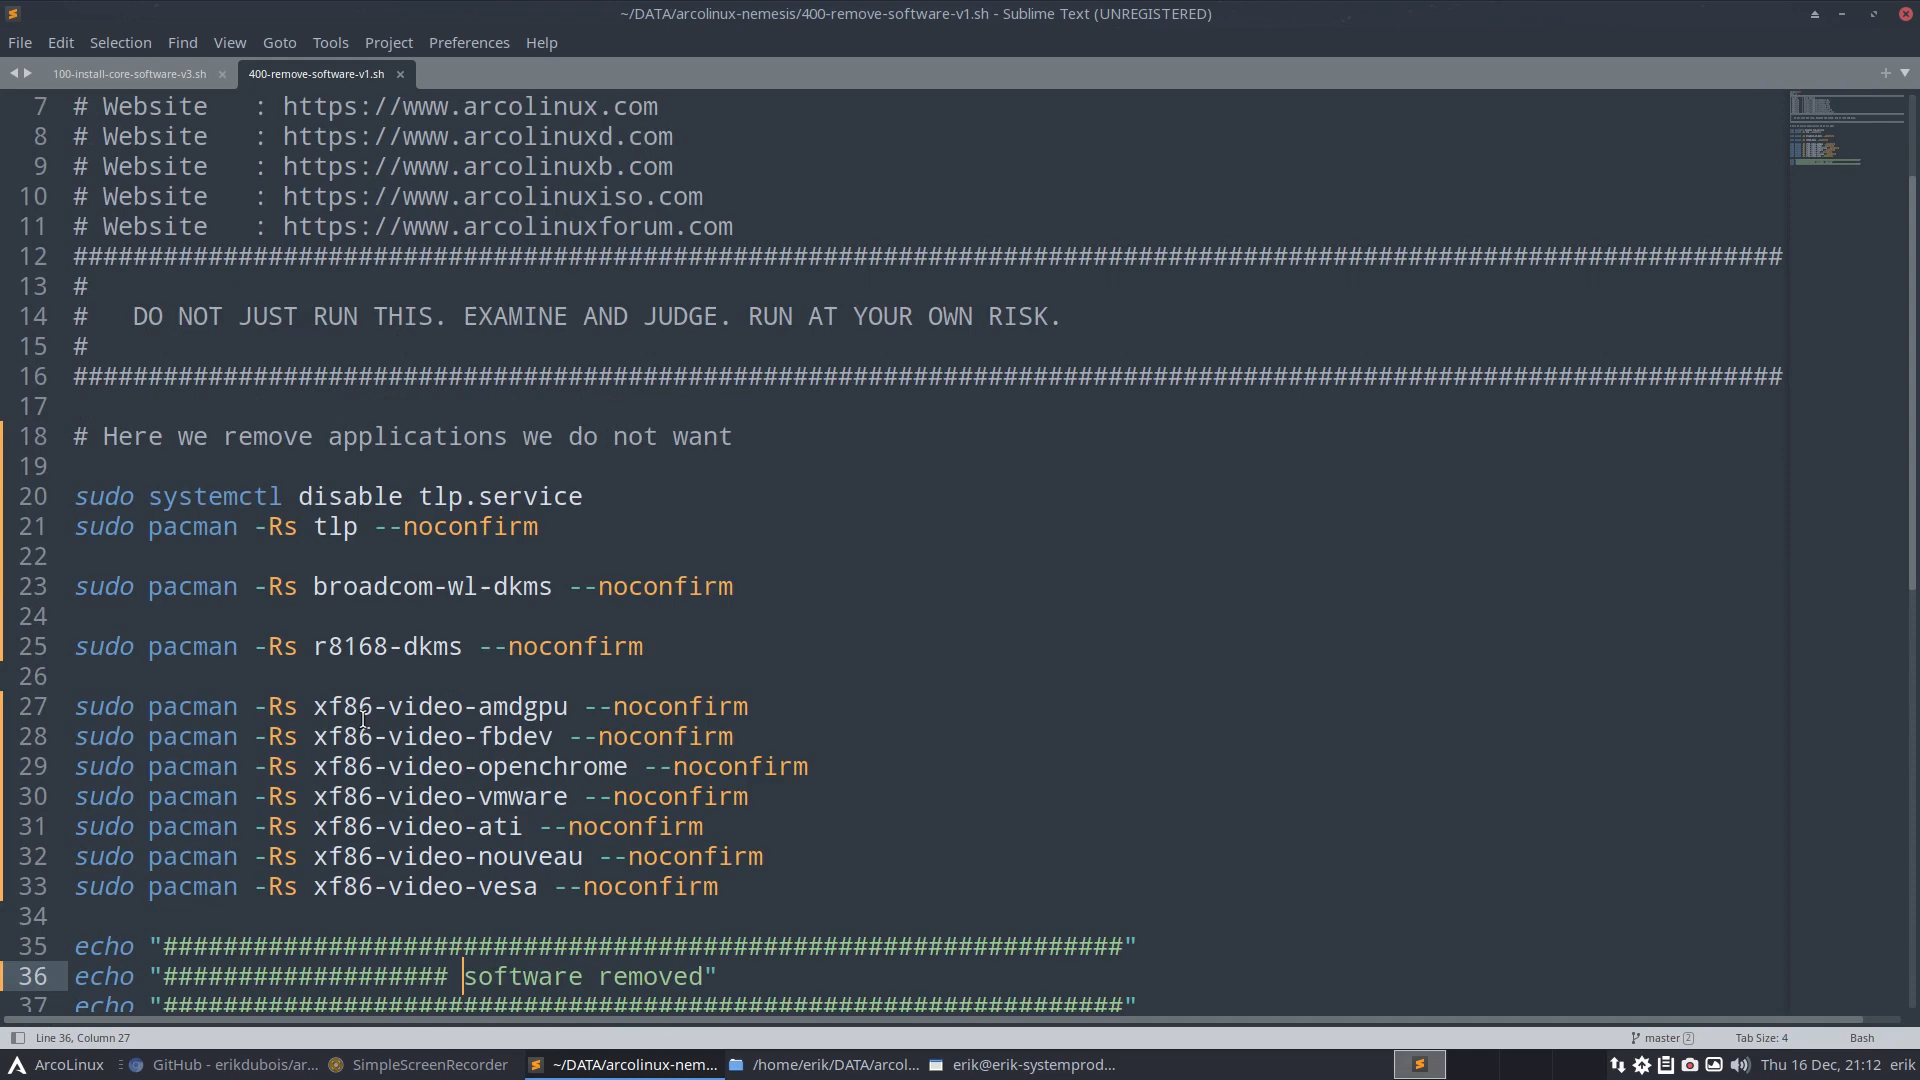 ~/DATA/arcolinux-nemesis/400-remove-software-v1.sh - Sublime Text (UNREGISTERED)
File Edit Selection Find View Goto Tools Project Preferences Help
100-install-core-software-v3.sh × 400-remove-software-v1.sh ×
7 # Website   : https://www.arcolinux.com
8 # Website   : https://www.arcolinuxd.com
9 # Website   : https://www.arcolinuxb.com
10 # Website   : https://www.arcolinuxiso.com
11 # Website   : https://www.arcolinuxforum.com
12 ##################################################################################################################
13 #
14 #   DO NOT JUST RUN THIS. EXAMINE AND JUDGE. RUN AT YOUR OWN RISK.
15 #
16 ##################################################################################################################
17
18 # Here we remove applications we do not want
19
20 sudo systemctl disable tlp.service
21 sudo pacman -Rs tlp --noconfirm
22
23 sudo pacman -Rs broadcom-wl-dkms --noconfirm
24
25 sudo pacman -Rs r8168-dkms --noconfirm
26
27 sudo pacman -Rs xf86-video-amdgpu --noconfirm
28 sudo pacman -Rs xf86-video-fbdev --noconfirm
29 sudo pacman -Rs xf86-video-openchrome --noconfirm
30 sudo pacman -Rs xf86-video-vmware --noconfirm
31 sudo pacman -Rs xf86-video-ati --noconfirm
32 sudo pacman -Rs xf86-video-nouveau --noconfirm
33 sudo pacman -Rs xf86-video-vesa --noconfirm
34
35 echo "################################################################"
36 echo "################### software removed"
37 echo "################################################################"
Line 36, Column 27 master 2 Tab Size: 4 Bash
ArcoLinux GitHub - erikdubois/ar... SimpleScreenRecorder ~/DATA/arcolinux-nem... /home/erik/DATA/arcol... erik@erik-systemprod... Thu 16 Dec, 21:12 erik